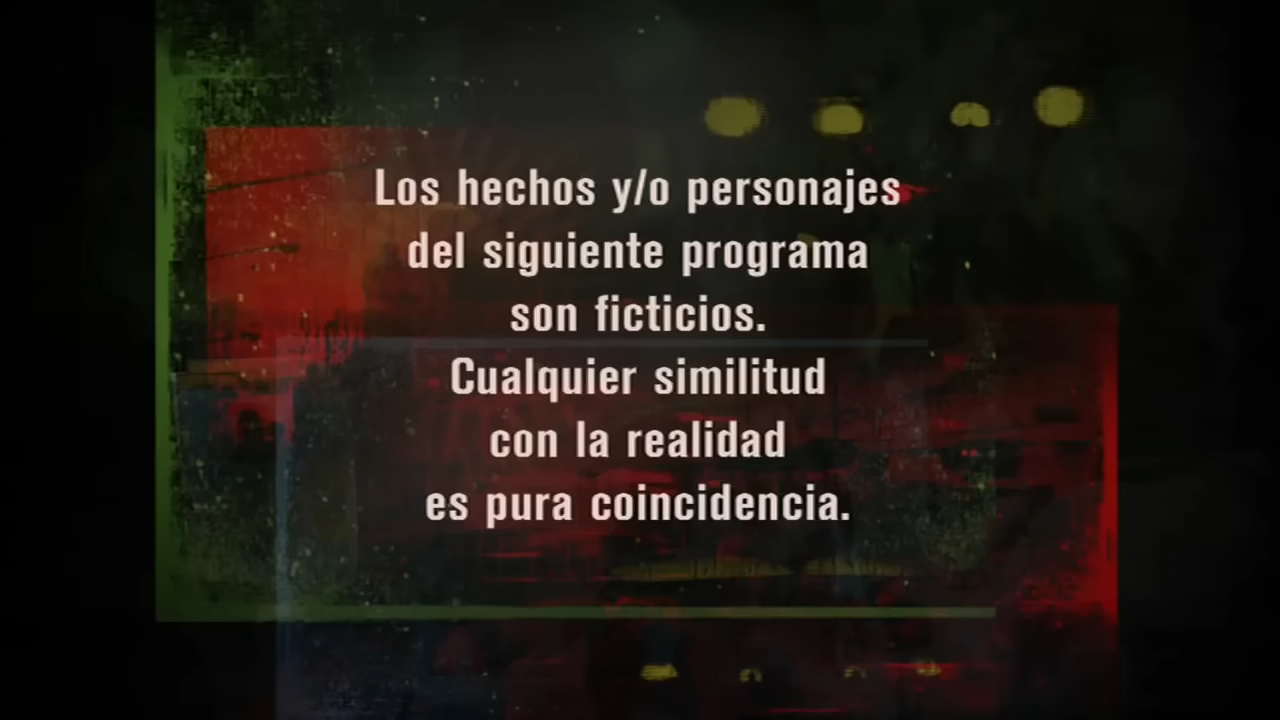 Los hechos y/o personajes
del siguiente programa
son ficticios.
Cualquier similitud
con la realidad
es pura coincidencia.